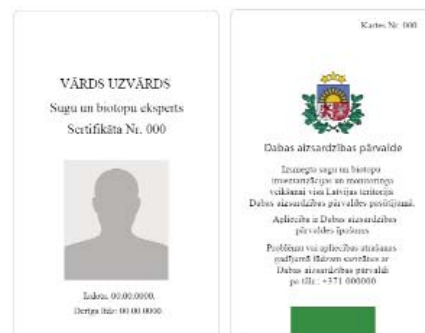 VĀRDS UZVĀRDS
Sugu un biotopu eksperts
Sertifikāta Nr. 000
Izdota: 00.00.0000.
Derīga līdz: 00.00.0000.
Kartes Nr. 000
Dabas aizsardzības pārvalde
Izsniegta sugu un biotopu
inventarizācijas un monitoringa
veikšanai visā Latvijas teritorijā
Dabas aizsardzības pārvaldes pasūtījumā.
Apliecība ir Dabas aizsardzības
pārvaldes īpašums.
Problēmu vai apliecības atrašanas
gadījumā lūdzam sazināties ar
Dabas aizsardzības pārvaldi
pa tālr.: +371 000000